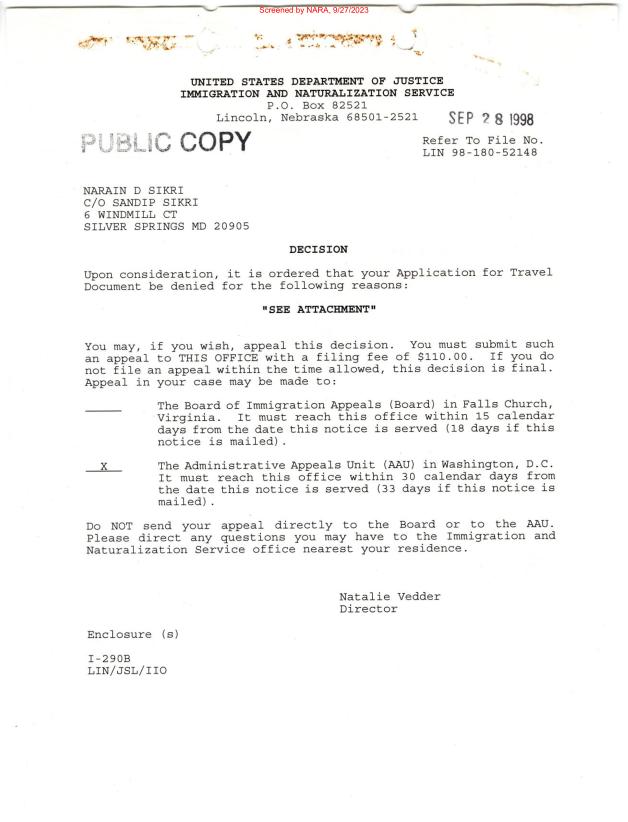 Screened by NARA, 9/27/2023
UNITED STATES DEPARTMENT OF JUSTICE
IMMIGRATION AND NATURALIZATION SERVICE
P.O. Box 82521
Lincoln, Nebraska 68501-2521
SEP 28 1998
PUBLIC COPY
Refer To File No.
LIN 98-180-52148
NARAIN D SIKRI
C/O SANDIP SIKRI
6 WINDMILL CT
SILVER SPRINGS MD 20905
DECISION
Upon consideration, it is ordered that your Application for Travel
Document be denied for the following reasons:
"SEE ATTACHMENT"
You may, if you wish, appeal this decision. You must submit such
an appeal to THIS OFFICE with a filing fee of $110.00. If you do
not file an appeal within the time allowed, this decision is final.
Appeal in your case may be made to:
The Board of Immigration Appeals (Board) in Falls Church,
Virginia. It must reach this office within 15 calendar
days from the date this notice is served (18 days if this
notice is mailed).
X The Administrative Appeals Unit (AAU) in Washington, D.C.
It must reach this office within 30 calendar days from
the date this notice is served (33 days if this notice is
mailed).
Do NOT send your appeal directly to the Board or to the AAU.
Please direct any questions you may have to the Immigration and
Naturalization Service office nearest your residence.
Natalie Vedder
Director
Enclosure (s)
I-290B
LIN/JSL/IIO